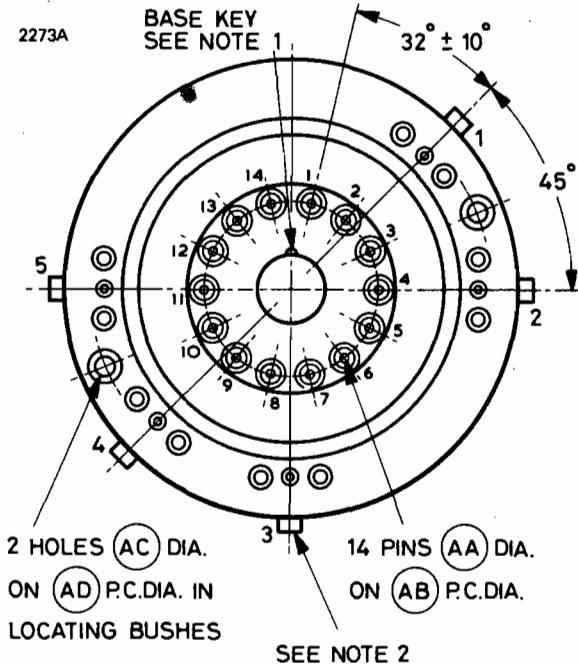 2273A
BASE KEY
SEE NOTE 1
32° ± 10°
45°
1
2
3
4
5
14
1
2
3
4
5
6
7
8
9
10
11
12
13
2 HOLES AC DIA.
ON AD P.C.DIA. IN
LOCATING BUSHES
14 PINS AA DIA.
ON AB P.C.DIA.
SEE NOTE 2